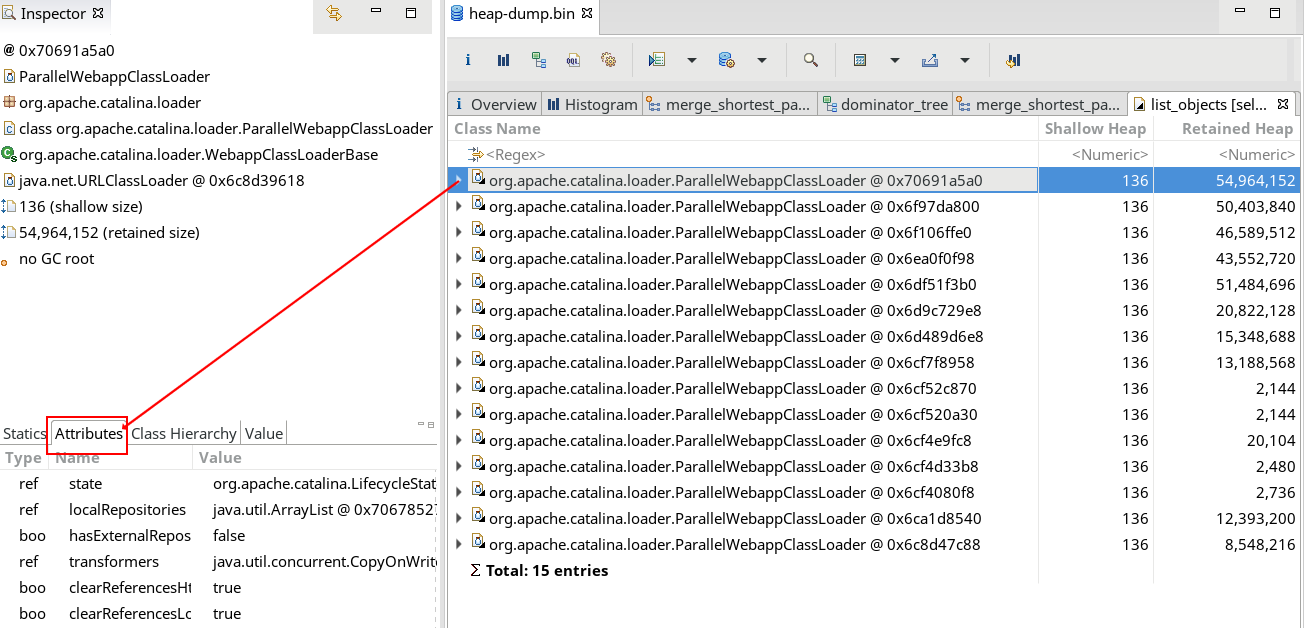 Inspector
@ 0x70691a5a0
ParallelWebappClassLoader
org.apache.catalina.loader
class org.apache.catalina.loader.ParallelWebappClassLoader
org.apache.catalina.loader.WebappClassLoaderBase
java.net.URLClassLoader @ 0x6c8d39618
136 (shallow size)
54,964,152 (retained size)
no GC root
Statics Attributes Class Hierarchy Value
Type Name Value
ref state org.apache.catalina.LifecycleStat
ref localRepositories java.util.ArrayList @ 0x70678527
boo hasExternalRepos false
ref transformers java.util.concurrent.CopyOnWrite
boo clearReferencesHt true
boo clearReferencesLc true
heap-dump.bin
i OQL
i Overview Histogram merge_shortest_pa... dominator_tree merge_shortest_pa... list_objects [sel...
Class Name Shallow Heap Retained Heap
<Regex> <Numeric> <Numeric>
org.apache.catalina.loader.ParallelWebappClassLoader @ 0x70691a5a0 136 54,964,152
org.apache.catalina.loader.ParallelWebappClassLoader @ 0x6f97da800 136 50,403,840
org.apache.catalina.loader.ParallelWebappClassLoader @ 0x6f106ffe0 136 46,589,512
org.apache.catalina.loader.ParallelWebappClassLoader @ 0x6ea0f0f98 136 43,552,720
org.apache.catalina.loader.ParallelWebappClassLoader @ 0x6df51f3b0 136 51,484,696
org.apache.catalina.loader.ParallelWebappClassLoader @ 0x6d9c729e8 136 20,822,128
org.apache.catalina.loader.ParallelWebappClassLoader @ 0x6d489d6e8 136 15,348,688
org.apache.catalina.loader.ParallelWebappClassLoader @ 0x6cf7f8958 136 13,188,568
org.apache.catalina.loader.ParallelWebappClassLoader @ 0x6cf52c870 136 2,144
org.apache.catalina.loader.ParallelWebappClassLoader @ 0x6cf520a30 136 2,144
org.apache.catalina.loader.ParallelWebappClassLoader @ 0x6cf4e9fc8 136 20,104
org.apache.catalina.loader.ParallelWebappClassLoader @ 0x6cf4d33b8 136 2,480
org.apache.catalina.loader.ParallelWebappClassLoader @ 0x6cf4080f8 136 2,736
org.apache.catalina.loader.ParallelWebappClassLoader @ 0x6ca1d8540 136 12,393,200
org.apache.catalina.loader.ParallelWebappClassLoader @ 0x6c8d47c88 136 8,548,216
Σ Total: 15 entries